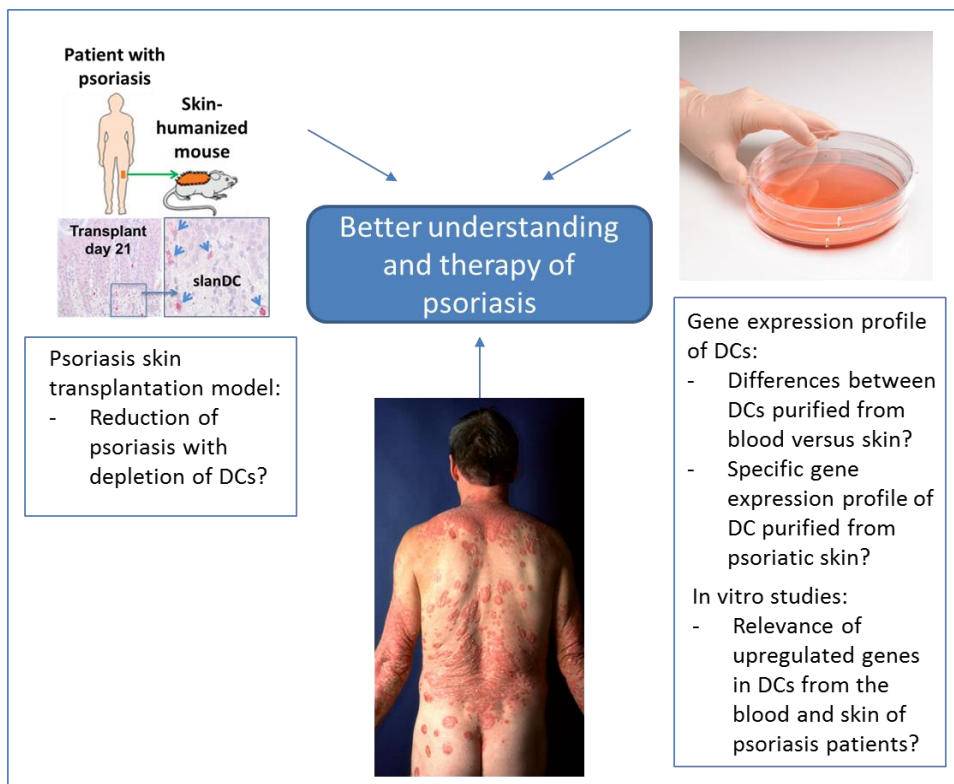 Patient with
psoriasis
Skin-
humanized
mouse
Transplant
day 21
slanDC
Psoriasis skin
transplantation model:
- Reduction of
psoriasis with
depletion of DCs?
Better understanding
and therapy of
psoriasis
Gene expression profile
of DCs:
- Differences between
DCs purified from
blood versus skin?
- Specific gene
expression profile of
DC purified from
psoriatic skin?
In vitro studies:
- Relevance of
upregulated genes
in DCs from the
blood and skin of
psoriasis patients?